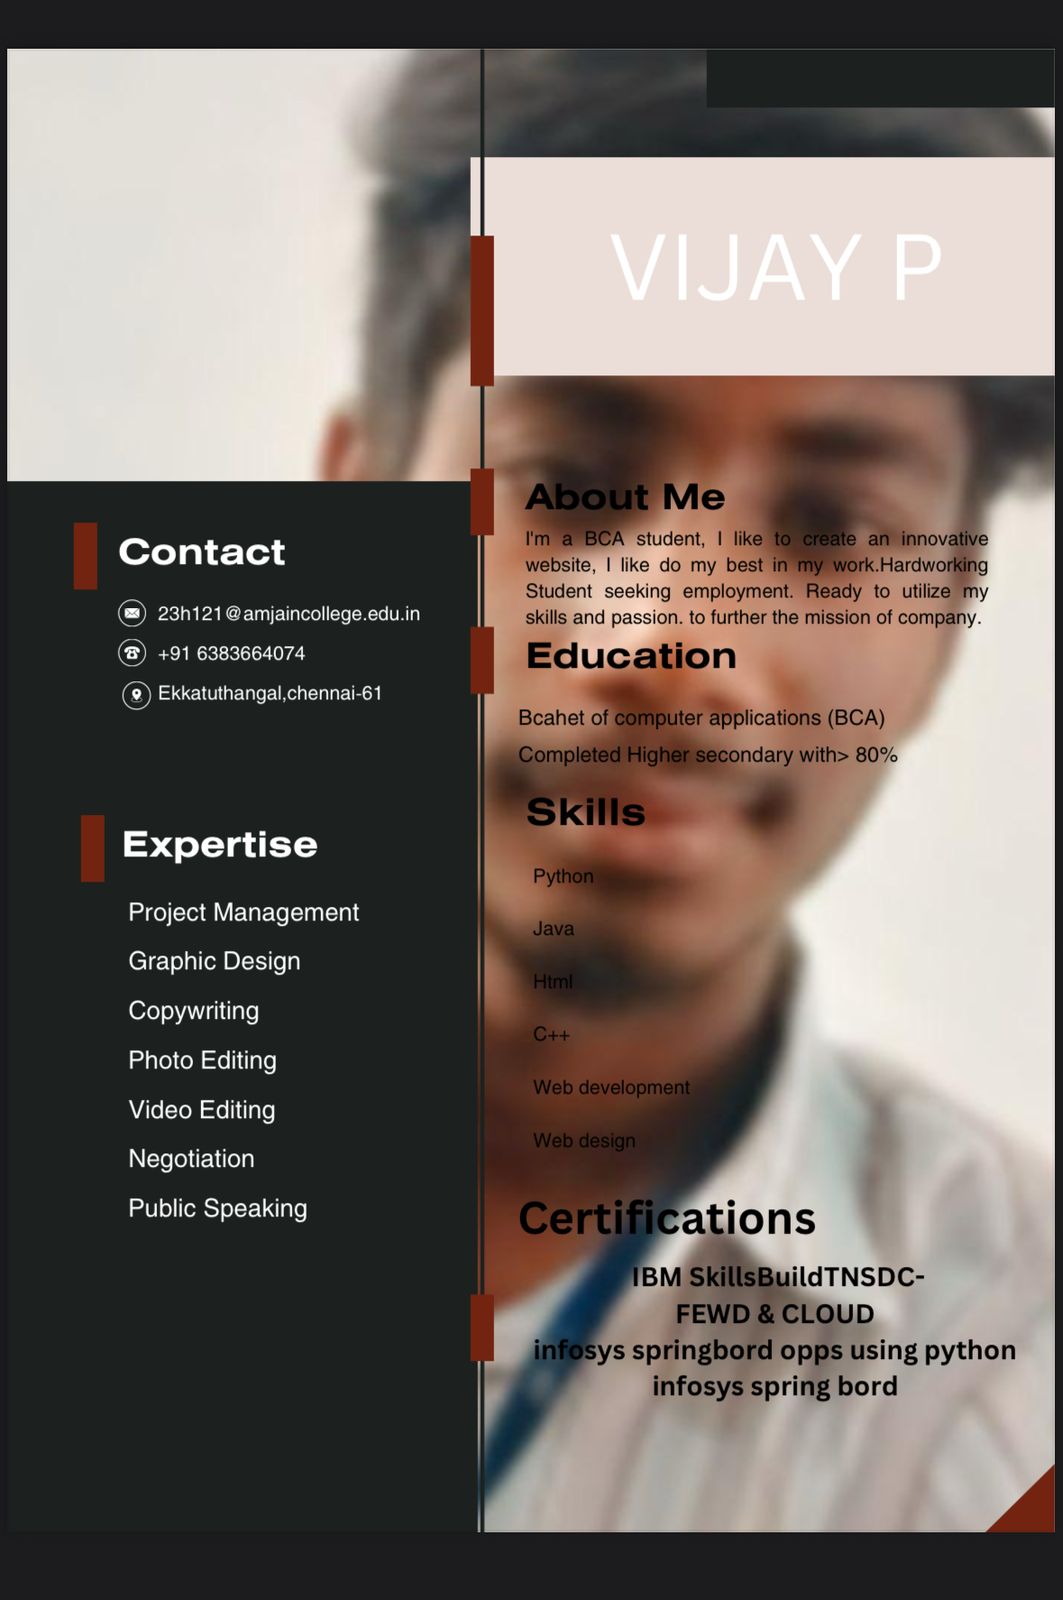 VIJAY P
Contact
23h121@amjaincollege.edu.in
+91 6383664074
Ekkatuthangal,chennai-61
Expertise
Project Management
Graphic Design
Copywriting
Photo Editing
Video Editing
Negotiation
Public Speaking
About Me
I'm a BCA student, I like to create an innovative
website, I like do my best in my work.Hardworking
Student seeking employment. Ready to utilize my
skills and passion. to further the mission of company.
Education
Bcahet of computer applications (BCA)
Completed Higher secondary with> 80%
Skills
Python
Java
Html
C++
Web development
Web design
Certifications
IBM SkillsBuildTNSDC-
FEWD & CLOUD
infosys springbord opps using python
infosys spring bord